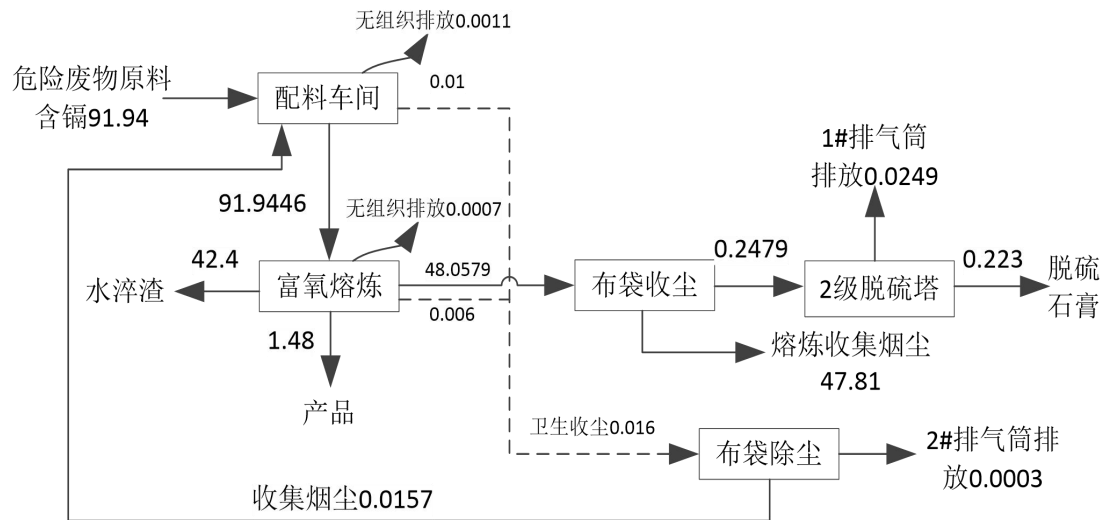 无组织排放0.0011
危险废物原料
含镉91.94
配料车间
0.01
1#排气筒
排放0.0249
91.9446
无组织排放0.0007
42.4
水淬渣
富氧熔炼
48.0579
0.006
布袋收尘
0.2479
2级脱硫塔
0.223
脱硫
石膏
1.48
产品
熔炼收集烟尘
47.81
卫生收尘0.016
布袋除尘
2#排气筒排
放0.0003
收集烟尘0.0157